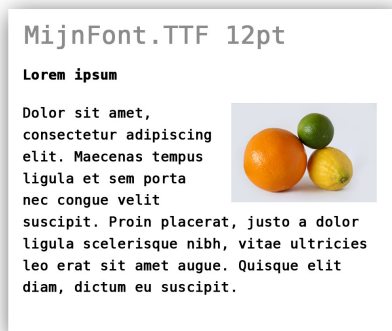 MijnFont.TTF 12pt
Lorem ipsum
Dolor sit amet,
consectetur adipiscing
elit. Maecenas tempus
ligula et sem porta
nec congue velit
suscipit. Proin placerat, justo a dolor
ligula scelerisque nibh, vitae ultricies
leo erat sit amet augue. Quisque elit
diam, dictum eu suscipit.